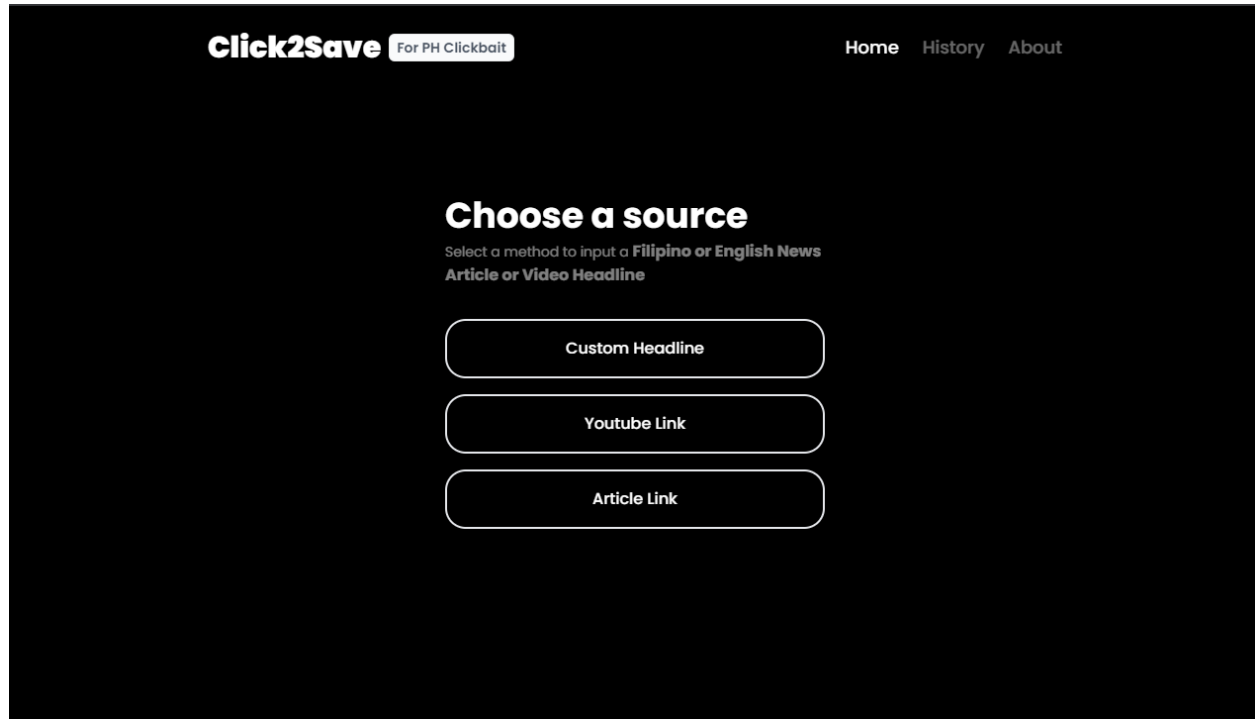 Click2Save For PH Clickbait Home History About
Choose a source
Select a method to input a Filipino or English News
Article or Video Headline
Custom Headline
Youtube Link
Article Link